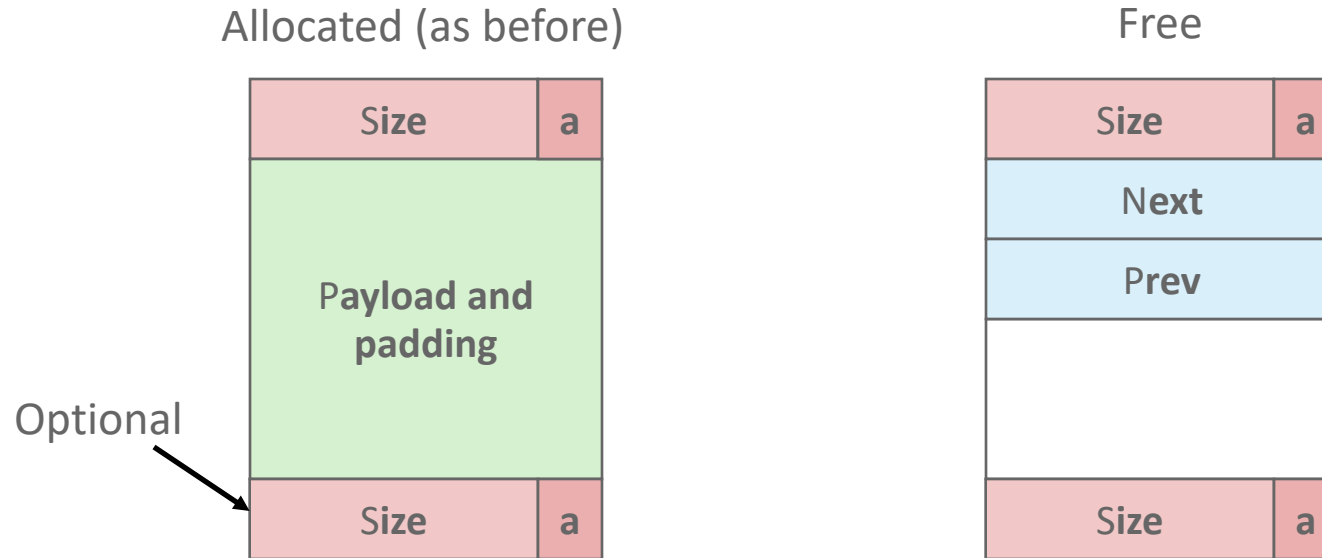 Allocated (as before)
Size a
Payload and
padding
Optional
Size a
Free
Size a
Next
Prev
Size a